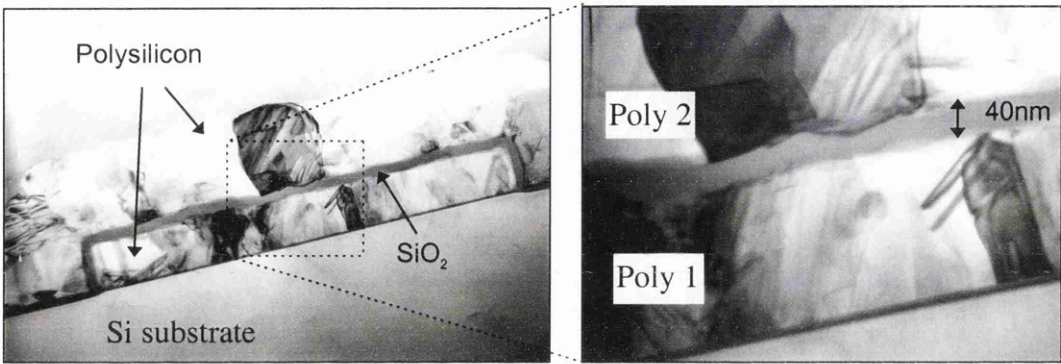 Polysilicon
SiO₂
Si substrate
Poly 2
40nm
Poly 1